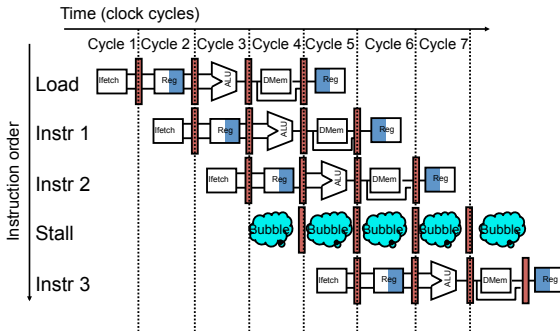 Time (clock cycles)
Cycle 1 Cycle 2 Cycle 3 Cycle 4 Cycle 5 Cycle 6 Cycle 7
Instruction order
Load Ifetch Reg ALU DMem Reg
Instr 1 Ifetch Reg ALU DMem Reg
Instr 2 Ifetch Reg ALU DMem Reg
Stall Bubble Bubble Bubble Bubble Bubble
Instr 3 Ifetch Reg ALU DMem Reg